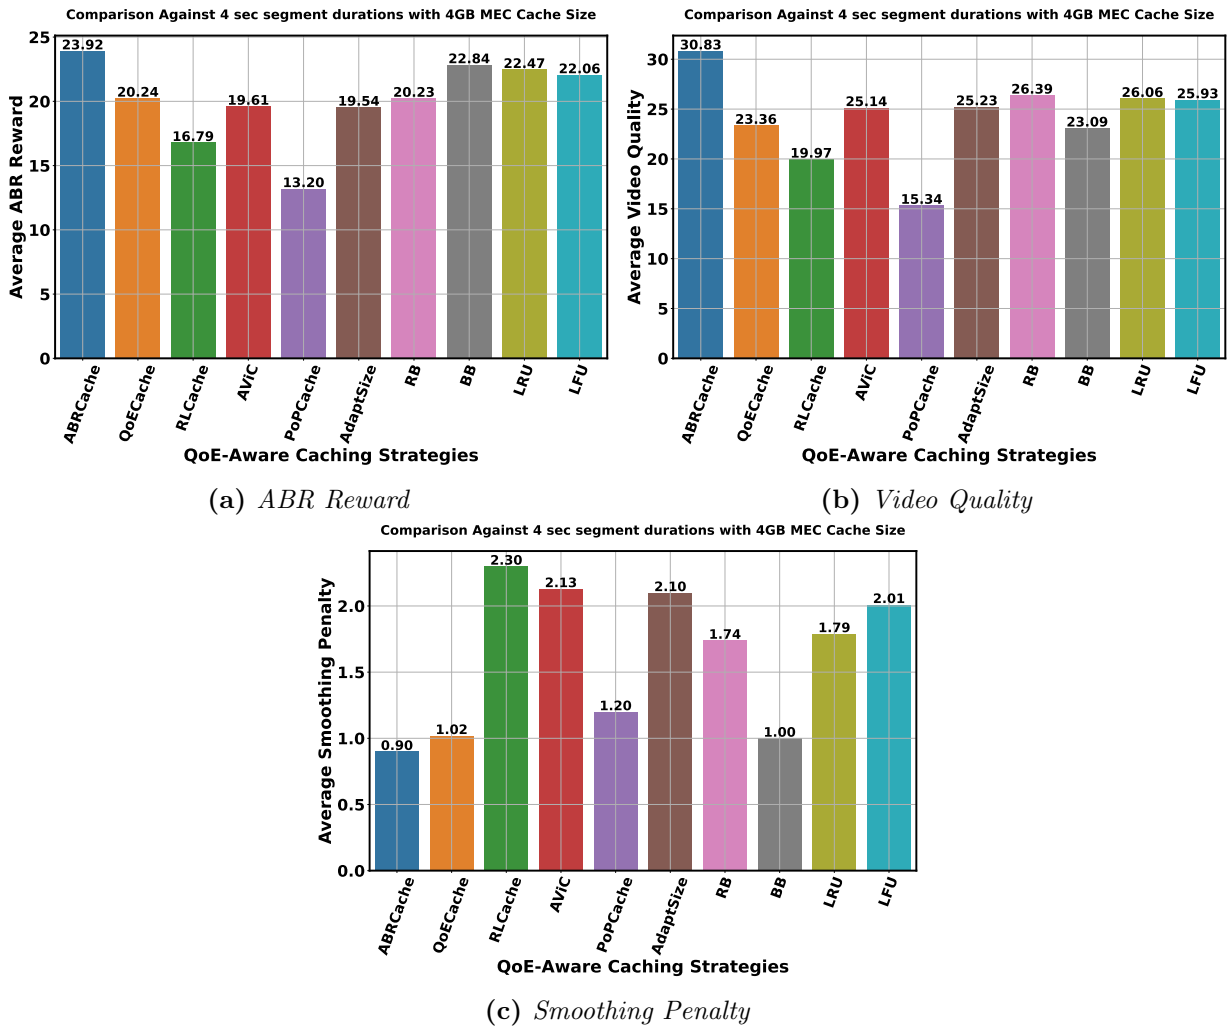 Comparison Against 4 sec segment durations with 4GB MEC Cache Size
Average ABR Reward
25
20
15
10
5
0
23.92
20.24
16.79
19.61
13.20
19.54
20.23
22.84
22.47
22.06
ABRCache
QoECache
RLCache
AViC
PoPCache
AdaptSize
RB
BB
LRU
LFU
QoE-Aware Caching Strategies
(a) ABR Reward
Comparison Against 4 sec segment durations with 4GB MEC Cache Size
Average Video Quality
30
25
20
15
10
5
0
30.83
23.36
19.97
25.14
15.34
25.23
26.39
23.09
26.06
25.93
ABRCache
QoECache
RLCache
AViC
PoPCache
AdaptSize
RB
BB
LRU
LFU
QoE-Aware Caching Strategies
(b) Video Quality
Comparison Against 4 sec segment durations with 4GB MEC Cache Size
Average Smoothing Penalty
2.0
1.5
1.0
0.5
0.0
0.90
1.02
2.30
2.13
1.20
2.10
1.74
1.00
1.79
2.01
ABRCache
QoECache
RLCache
AViC
PoPCache
AdaptSize
RB
BB
LRU
LFU
QoE-Aware Caching Strategies
(c) Smoothing Penalty